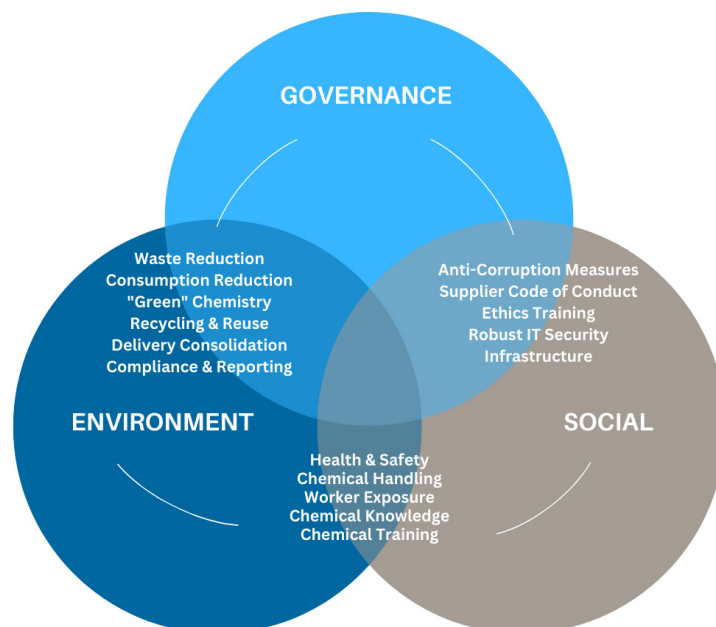 GOVERNANCE
Waste Reduction
Consumption Reduction
"Green" Chemistry
Recycling & Reuse
Delivery Consolidation
Compliance & Reporting
Anti-Corruption Measures
Supplier Code of Conduct
Ethics Training
Robust IT Security
Infrastructure
ENVIRONMENT
SOCIAL
Health & Safety
Chemical Handling
Worker Exposure
Chemical Knowledge
Chemical Training